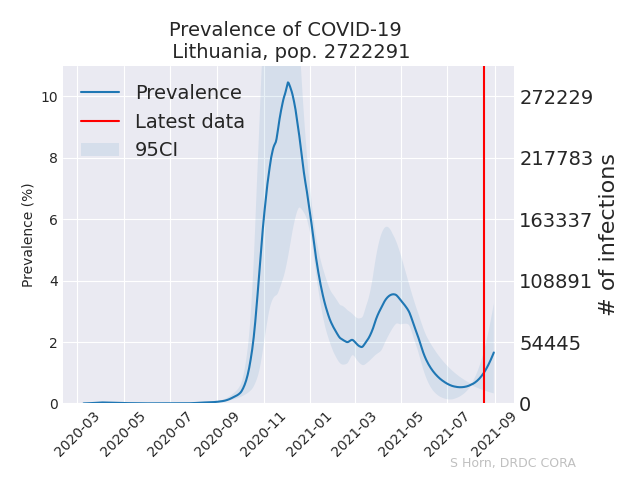 Prevalence of COVID-19
Lithuania, pop. 2722291
Prevalence
Latest data
95CI
Prevalence (%)
10
8
6
4
2
0
272229
217783
163337
108891
54445
0
# of infections
2020-03
2020-05
2020-07
2020-09
2020-11
2021-01
2021-03
2021-05
2021-07
2021-09
S Horn, DRDC CORA